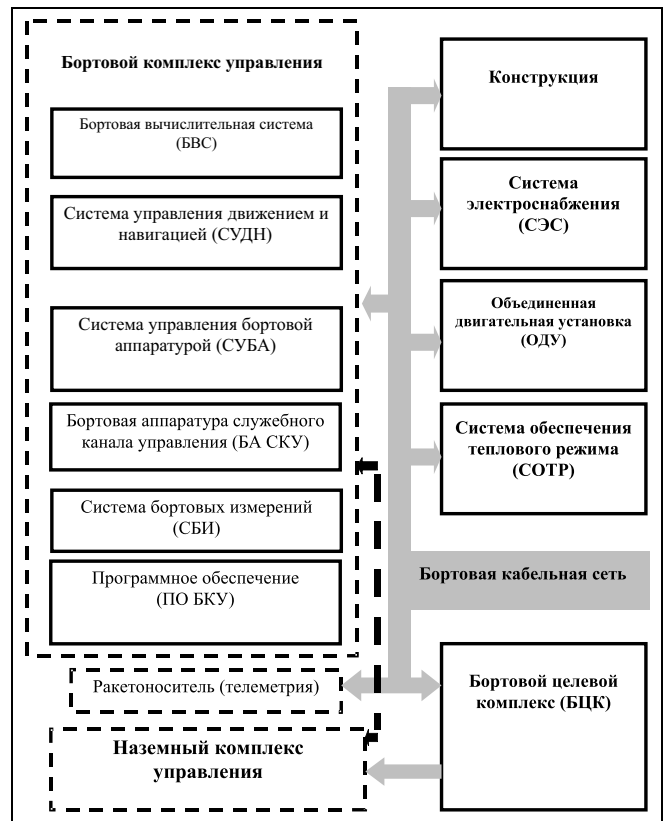 Бортовой комплекс управления
Бортовая вычислительная система
(БВС)
Система управления движением и
навигацией (СУДН)
Система управления бортовой
аппаратурой (СУБА)
Бортовая аппаратура служебного
канала управления (БА СКУ)
Система бортовых измерений
(СБИ)
Программное обеспечение
(ПО БКУ)
Ракетоноситель (телеметрия)
Наземный комплекс
управления
Конструкция
Система
электроснабжения
(СЭС)
Объединенная
двигательная установка
(ОДУ)
Система обеспечения
теплового режима
(СОТР)
Бортовая кабельная сеть
Бортовой целевой
комплекс (БЦК)